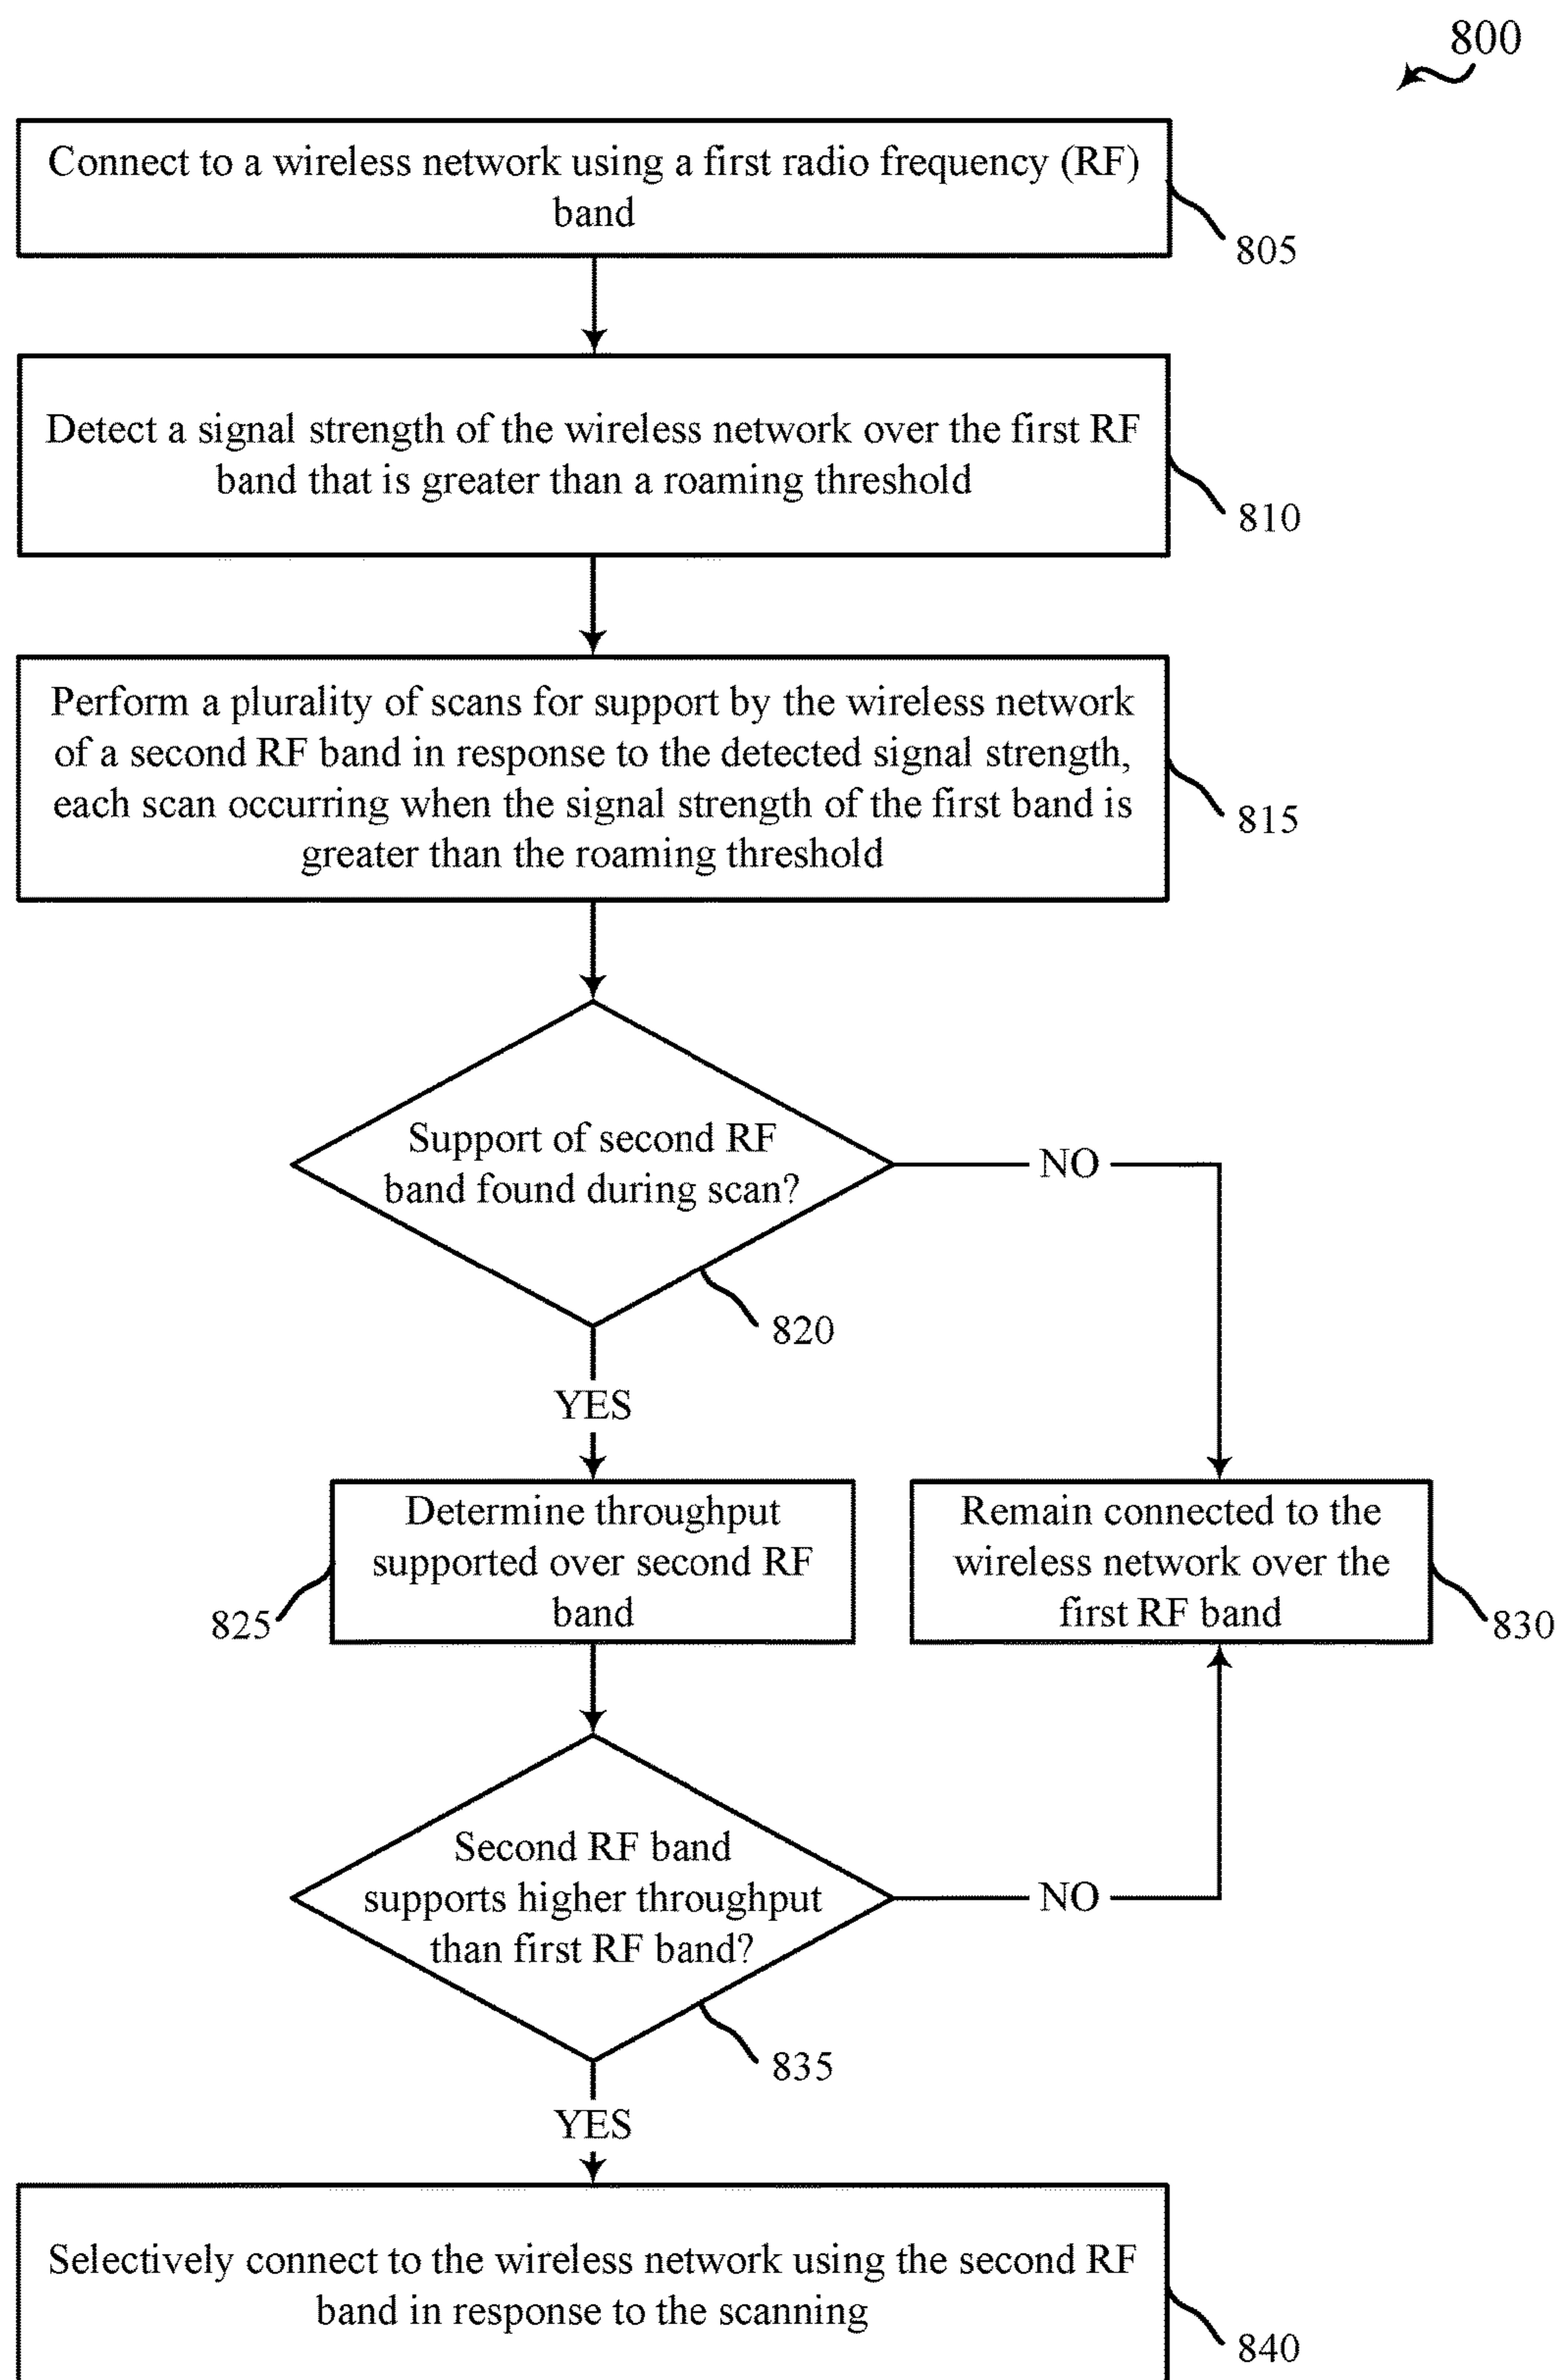 800
Connect to a wireless network using a first radio frequency (RF)
band
805
Detect a signal strength of the wireless network over the first RF
band that is greater than a roaming threshold
810
Perform a plurality of scans for support by the wireless network
of a second RF band in response to the detected signal strength,
each scan occurring when the signal strength of the first band is
greater than the roaming threshold
815
Support of second RF
band found during scan?
NO
820
YES
Determine throughput
supported over second RF
band
825
Remain connected to the
wireless network over the
first RF band
830
Second RF band
supports higher throughput
than first RF band?
NO
835
YES
Selectively connect to the wireless network using the second RF
band in response to the scanning
840